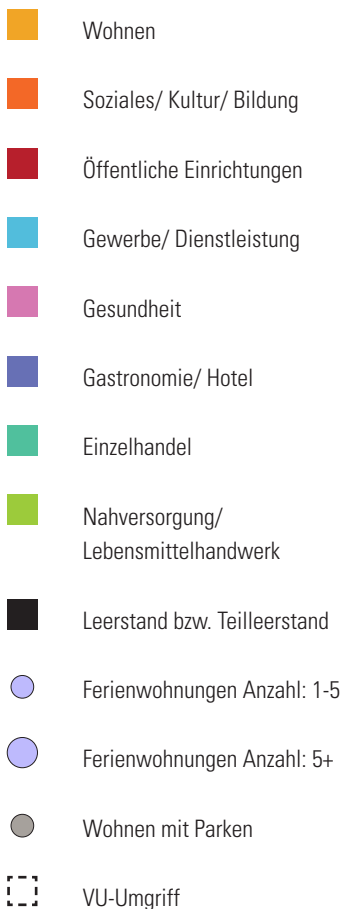 Wohnen
Soziales/ Kultur/ Bildung
Öffentliche Einrichtungen
Gewerbe/ Dienstleistung
Gesundheit
Gastronomie/ Hotel
Einzelhandel
Nahversorgung/
Lebensmittelhandwerk
Leerstand bzw. Teilleerstand
Ferienwohnungen Anzahl: 1-5
Ferienwohnungen Anzahl: 5+
Wohnen mit Parken
VU-Umgriff